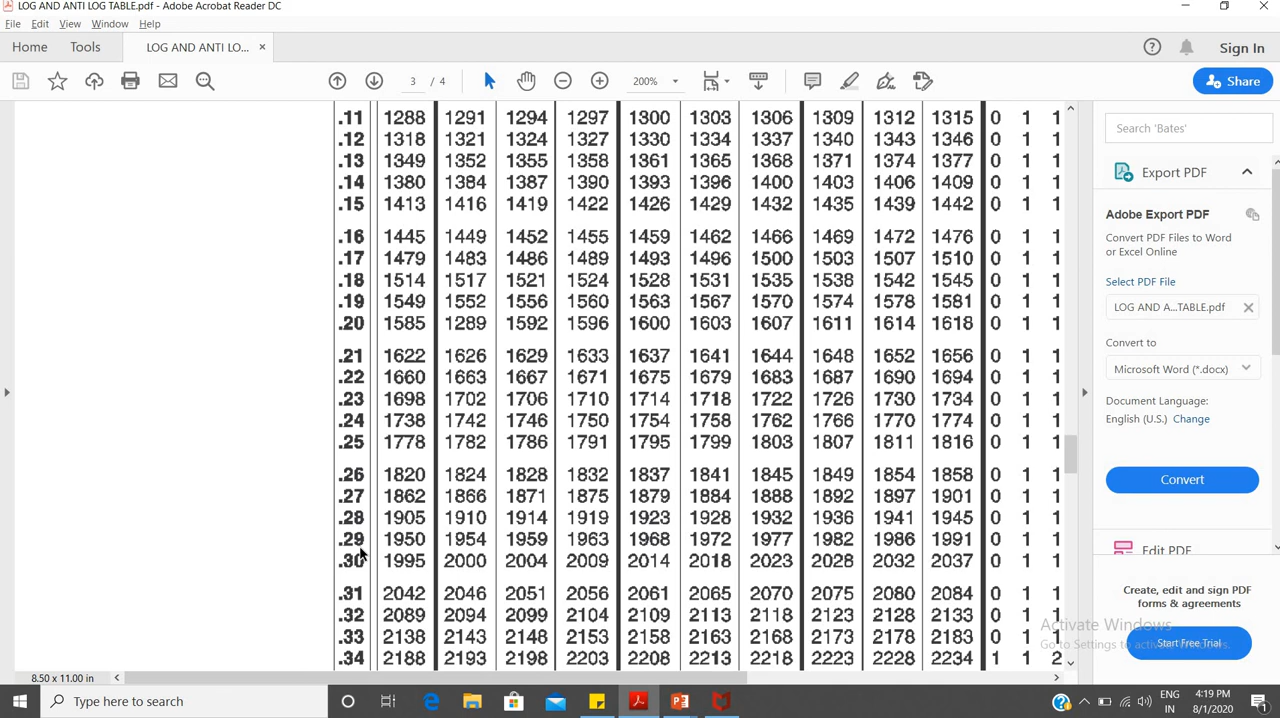 LOG AND ANTI LOG TABLE.pdf - Adobe Acrobat Reader DC
File Edit View Window Help
Home Tools LOG AND ANTI LO... × Sign In
3 / 4 200% Share
.11 1288 1291 1294 1297 1300 1303 1306 1309 1312 1315 0 1 1
.12 1318 1321 1324 1327 1330 1334 1337 1340 1343 1346 0 1 1
.13 1349 1352 1355 1358 1361 1365 1368 1371 1374 1377 0 1 1
.14 1380 1384 1387 1390 1393 1396 1400 1403 1406 1409 0 1 1
.15 1413 1416 1419 1422 1426 1429 1432 1435 1439 1442 0 1 1
.16 1445 1449 1452 1455 1459 1462 1466 1469 1472 1476 0 1 1
.17 1479 1483 1486 1489 1493 1496 1500 1503 1507 1510 0 1 1
.18 1514 1517 1521 1524 1528 1531 1535 1538 1542 1545 0 1 1
.19 1549 1552 1556 1560 1563 1567 1570 1574 1578 1581 0 1 1
.20 1585 1289 1592 1596 1600 1603 1607 1611 1614 1618 0 1 1
.21 1622 1626 1629 1633 1637 1641 1644 1648 1652 1656 0 1 1
.22 1660 1663 1667 1671 1675 1679 1683 1687 1690 1694 0 1 1
.23 1698 1702 1706 1710 1714 1718 1722 1726 1730 1734 0 1 1
.24 1738 1742 1746 1750 1754 1758 1762 1766 1770 1774 0 1 1
.25 1778 1782 1786 1791 1795 1799 1803 1807 1811 1816 0 1 1
.26 1820 1824 1828 1832 1837 1841 1845 1849 1854 1858 0 1 1
.27 1862 1866 1871 1875 1879 1884 1888 1892 1897 1901 0 1 1
.28 1905 1910 1914 1919 1923 1928 1932 1936 1941 1945 0 1 1
.29 1950 1954 1959 1963 1968 1972 1977 1982 1986 1991 0 1 1
.30 1995 2000 2004 2009 2014 2018 2023 2028 2032 2037 0 1 1
.31 2042 2046 2051 2056 2061 2065 2070 2075 2080 2084 0 1 1
.32 2089 2094 2099 2104 2109 2113 2118 2123 2128 2133 0 1 1
.33 2138 2143 2148 2153 2158 2163 2168 2173 2178 2183 0 1 1
.34 2188 2193 2198 2203 2208 2213 2218 2223 2228 2234 1 1 2
8.50 x 11.00 in
Search 'Bates'
Export PDF
Adobe Export PDF
Convert PDF Files to Word
or Excel Online
Select PDF File
LOG AND A...TABLE.pdf
Convert to
Microsoft Word (*.docx)
Document Language:
English (U.S.) Change
Convert
Edit PDF
Create, edit and sign PDF
forms & agreements
Start Free Trial
Activate Windows
Go to Settings to activate Windows.
Type here to search
ENG
IN
4:19 PM
8/1/2020
1